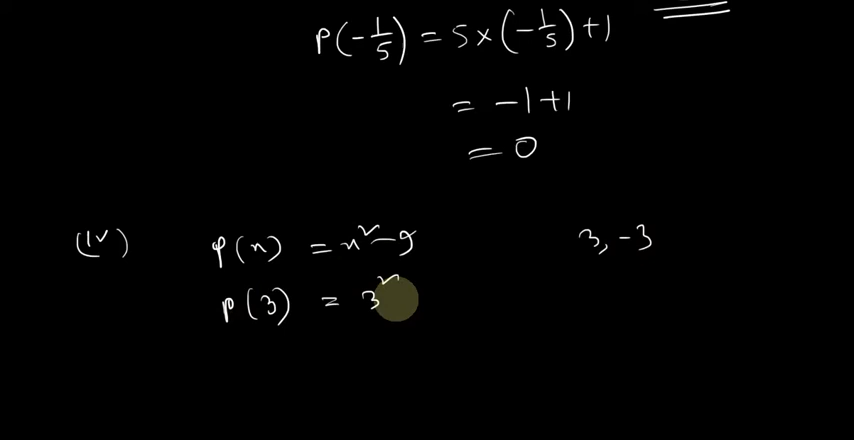 P(-1/5) = 5×(-1/5)+1
= -1+1
= 0
(iv) p(x) = x²-9 3, -3
p(3) = 3²